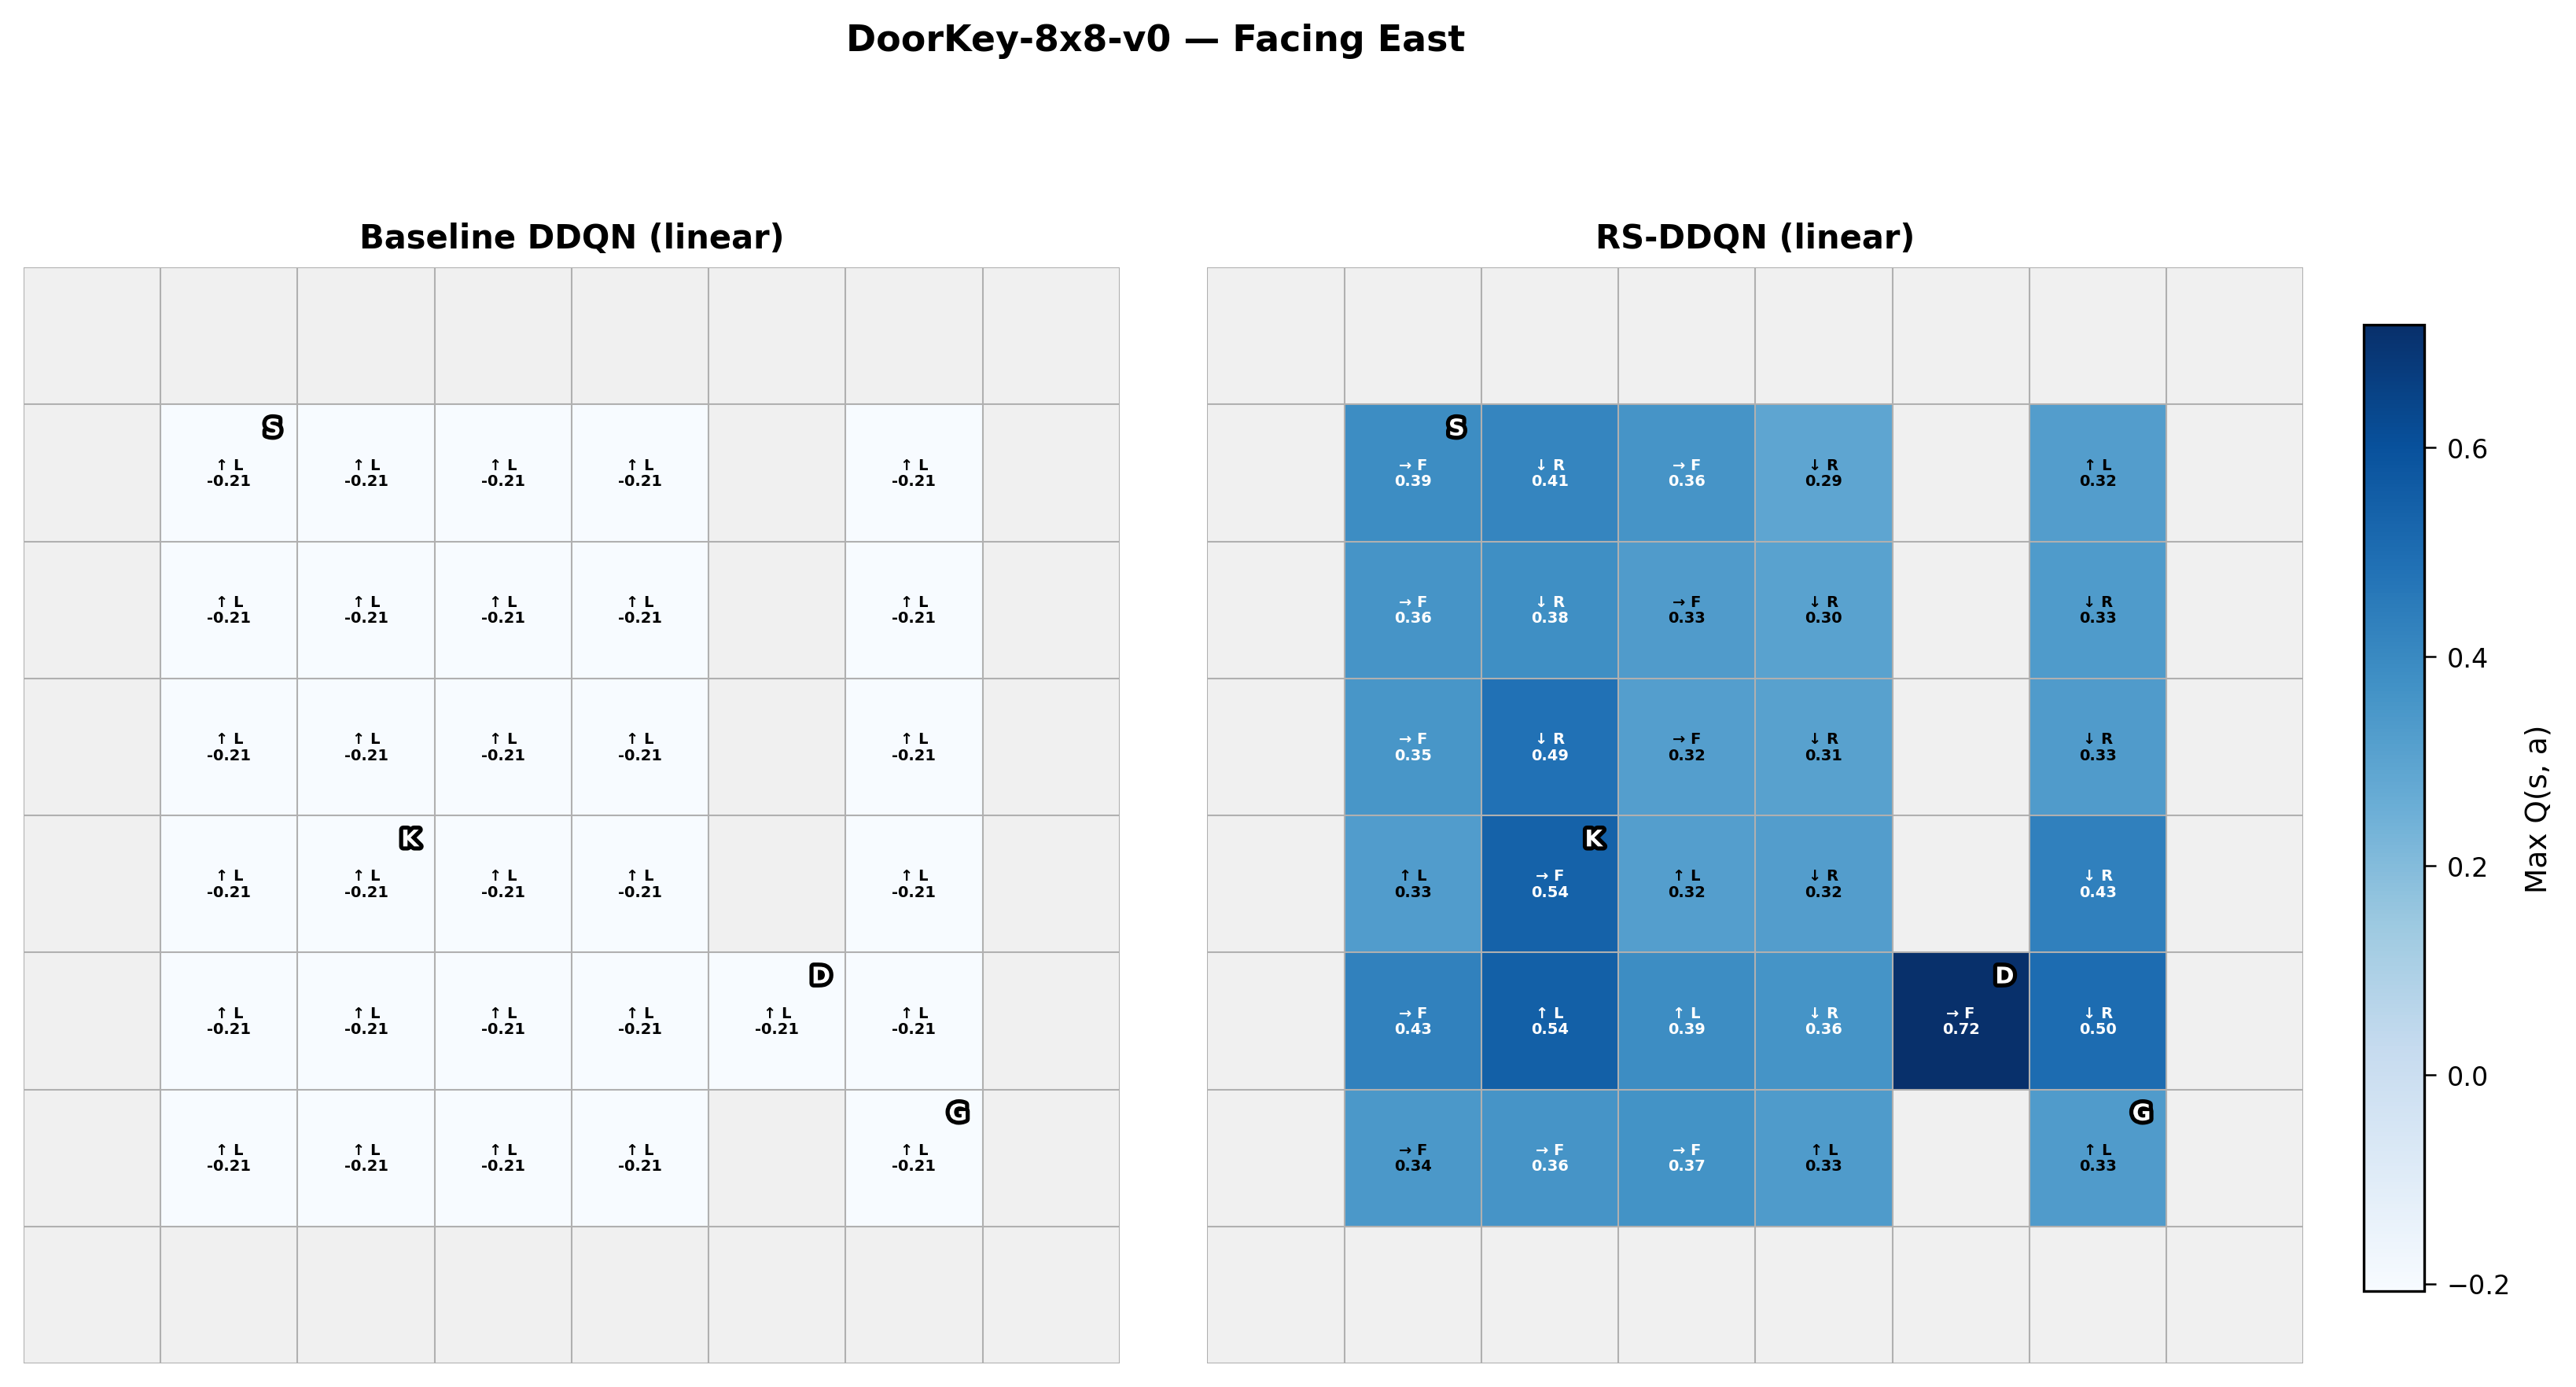 DoorKey-8x8-v0 — Facing East
Baseline DDQN (linear)
S
↑ L ↑ L ↑ L ↑ L ↑ L
-0.21 -0.21 -0.21 -0.21 -0.21
↑ L ↑ L ↑ L ↑ L ↑ L
-0.21 -0.21 -0.21 -0.21 -0.21
↑ L ↑ L ↑ L ↑ L ↑ L
-0.21 -0.21 -0.21 -0.21 -0.21
K
↑ L ↑ L ↑ L ↑ L ↑ L
-0.21 -0.21 -0.21 -0.21 -0.21
D
↑ L ↑ L ↑ L ↑ L ↑ L ↑ L
-0.21 -0.21 -0.21 -0.21 -0.21 -0.21
G
↑ L ↑ L ↑ L ↑ L ↑ L
-0.21 -0.21 -0.21 -0.21 -0.21
RS-DDQN (linear)
S
→ F ↓ R → F ↓ R ↑ L
0.39 0.41 0.36 0.29 0.32
→ F ↓ R → F ↓ R ↓ R
0.36 0.38 0.33 0.30 0.33
→ F ↓ R → F ↓ R ↓ R
0.35 0.49 0.32 0.31 0.33
K
↑ L → F ↑ L ↓ R ↓ R
0.33 0.54 0.32 0.32 0.43
D
→ F ↑ L ↑ L ↓ R → F ↓ R
0.43 0.54 0.39 0.36 0.72 0.50
G
→ F → F → F ↑ L ↑ L
0.34 0.36 0.37 0.33 0.33
0.6
0.4
0.2
0.0
−0.2
Max Q(s, a)